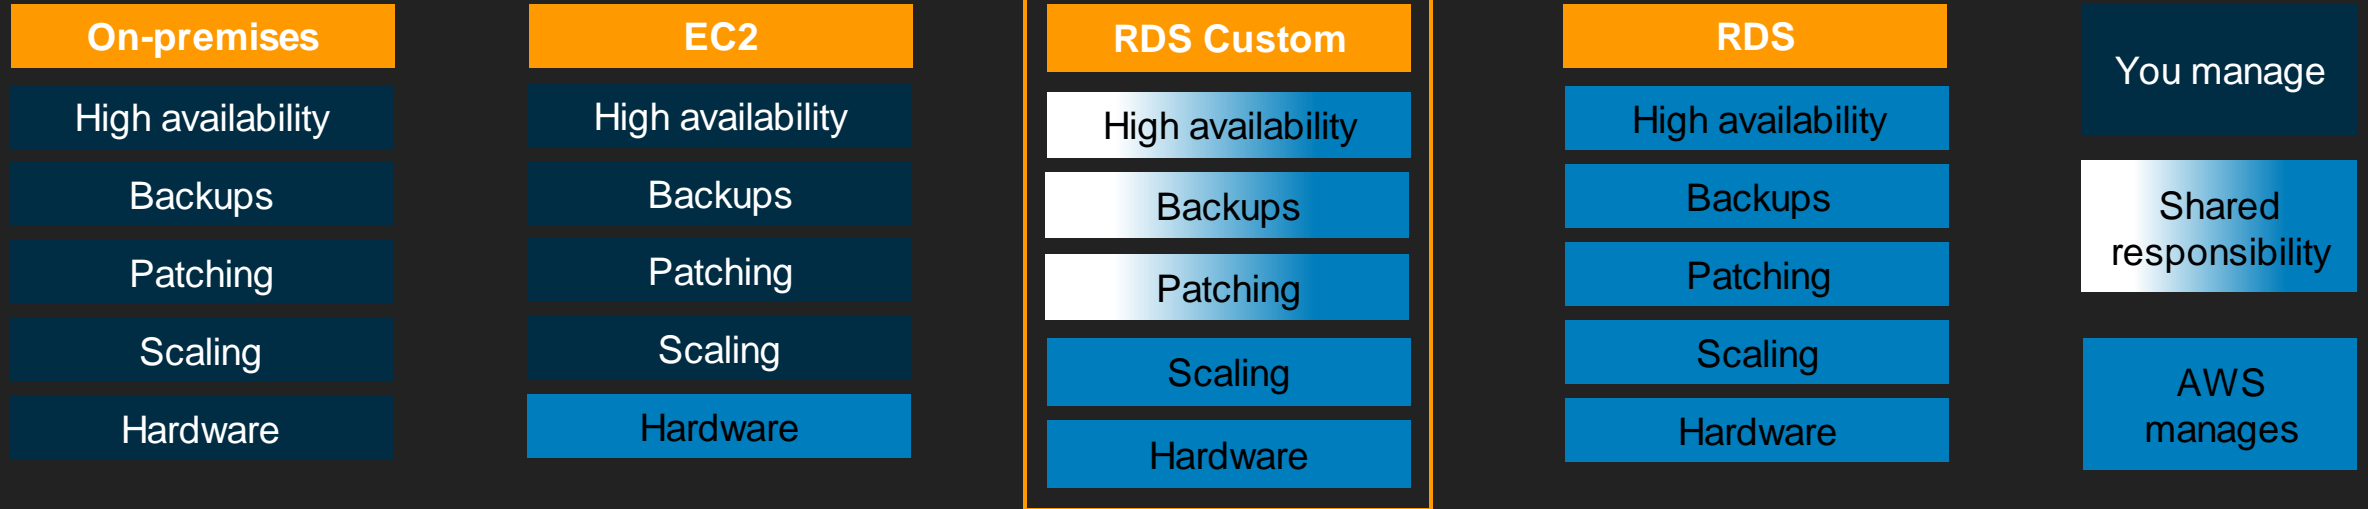 On-premises
High availability
Backups
Patching
Scaling
Hardware
EC2
High availability
Backups
Patching
Scaling
Hardware
RDS Custom
High availability
Backups
Patching
Scaling
Hardware
RDS
High availability
Backups
Patching
Scaling
Hardware
You manage
Shared
responsibility
AWS
manages